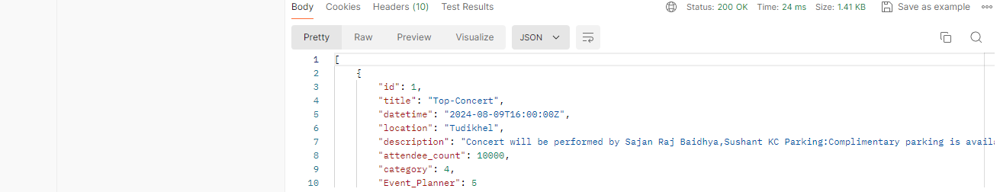 Body Cookies Headers (10) Test Results Status: 200 OK Time: 24 ms Size: 1.41 KB Save as example
Pretty Raw Preview Visualize JSON
1 [
2 {
3 "id": 1,
4 "title": "Top-Concert",
5 "datetime": "2024-08-09T16:00:00Z",
6 "location": "Tudikhel",
7 "description": "Concert will be performed by Sajan Raj Baidhya,Sushant KC Parking:Complimentary parking is availa
8 "attendee_count": 10000,
9 "category": 4,
10 "Event_Planner": 5